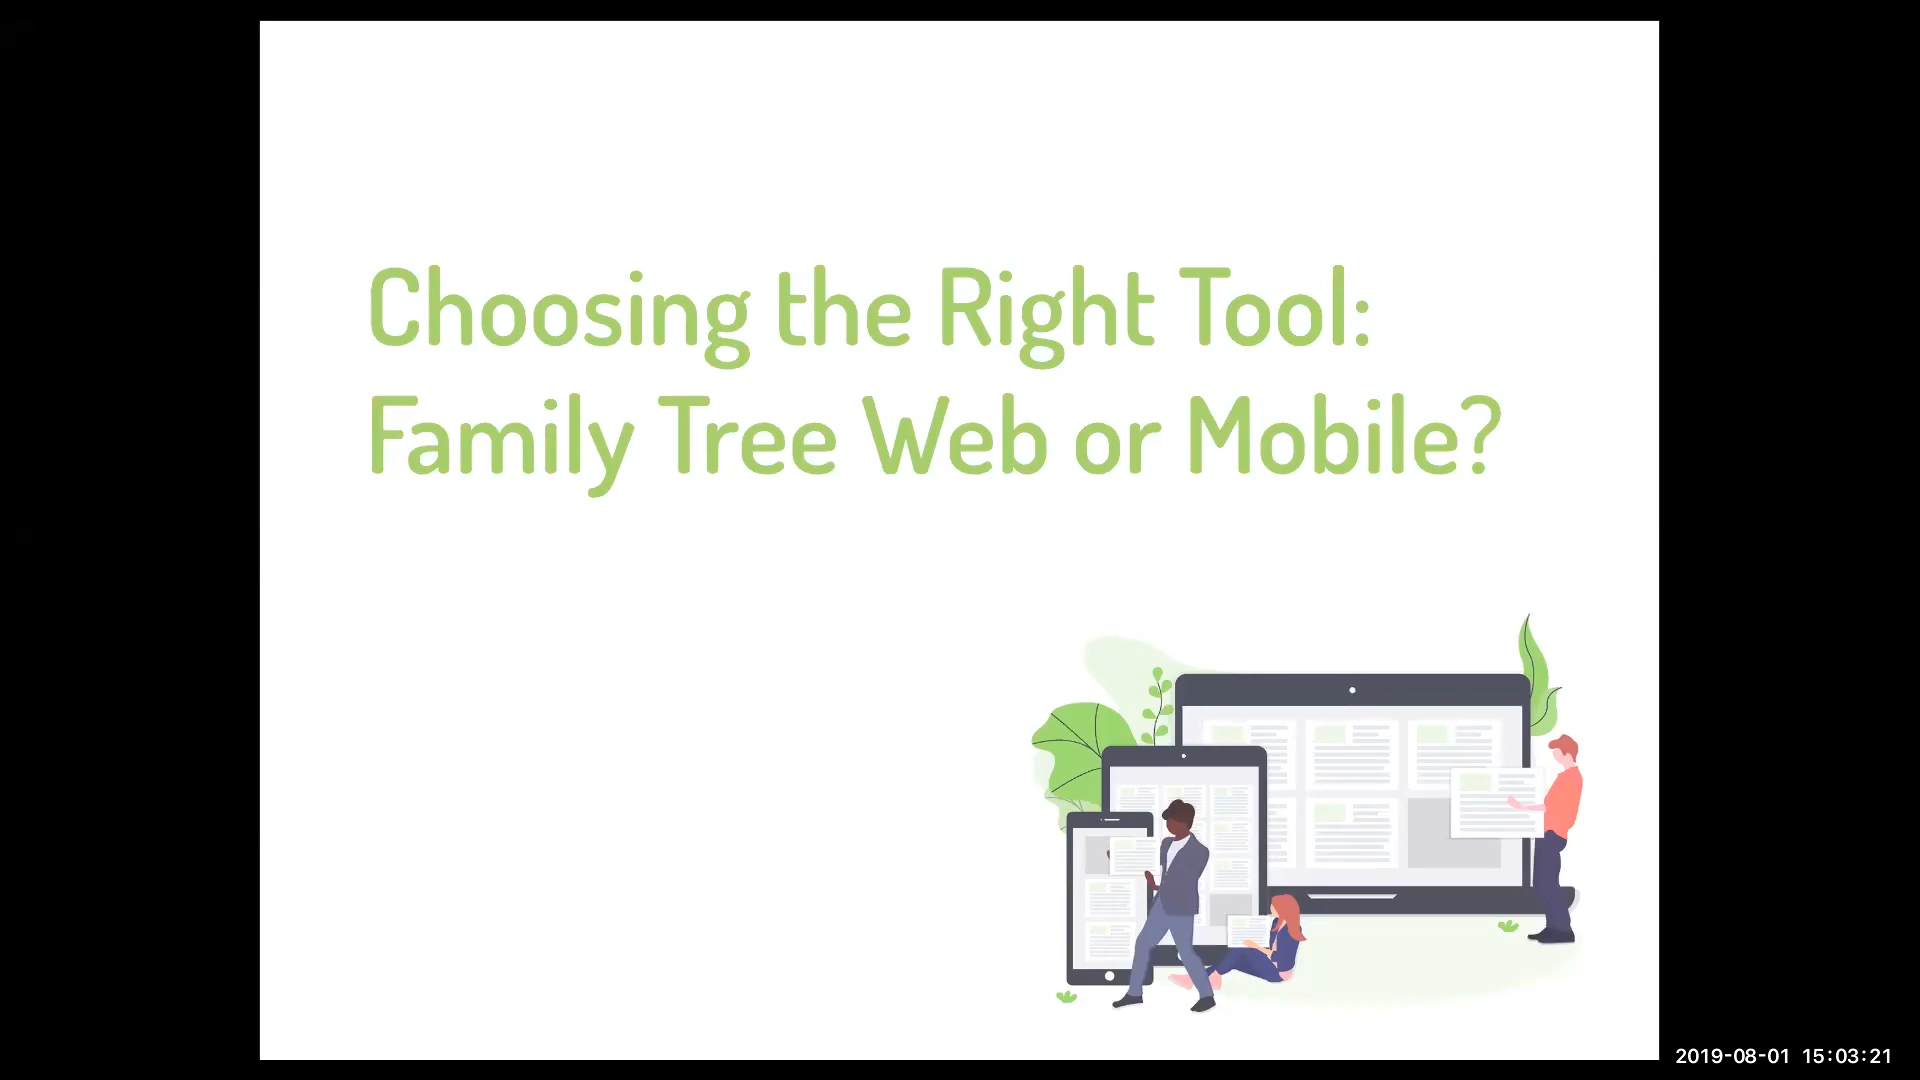 Choosing the Right Tool:
Family Tree Web or Mobile?
2019-08-01 15:03:21